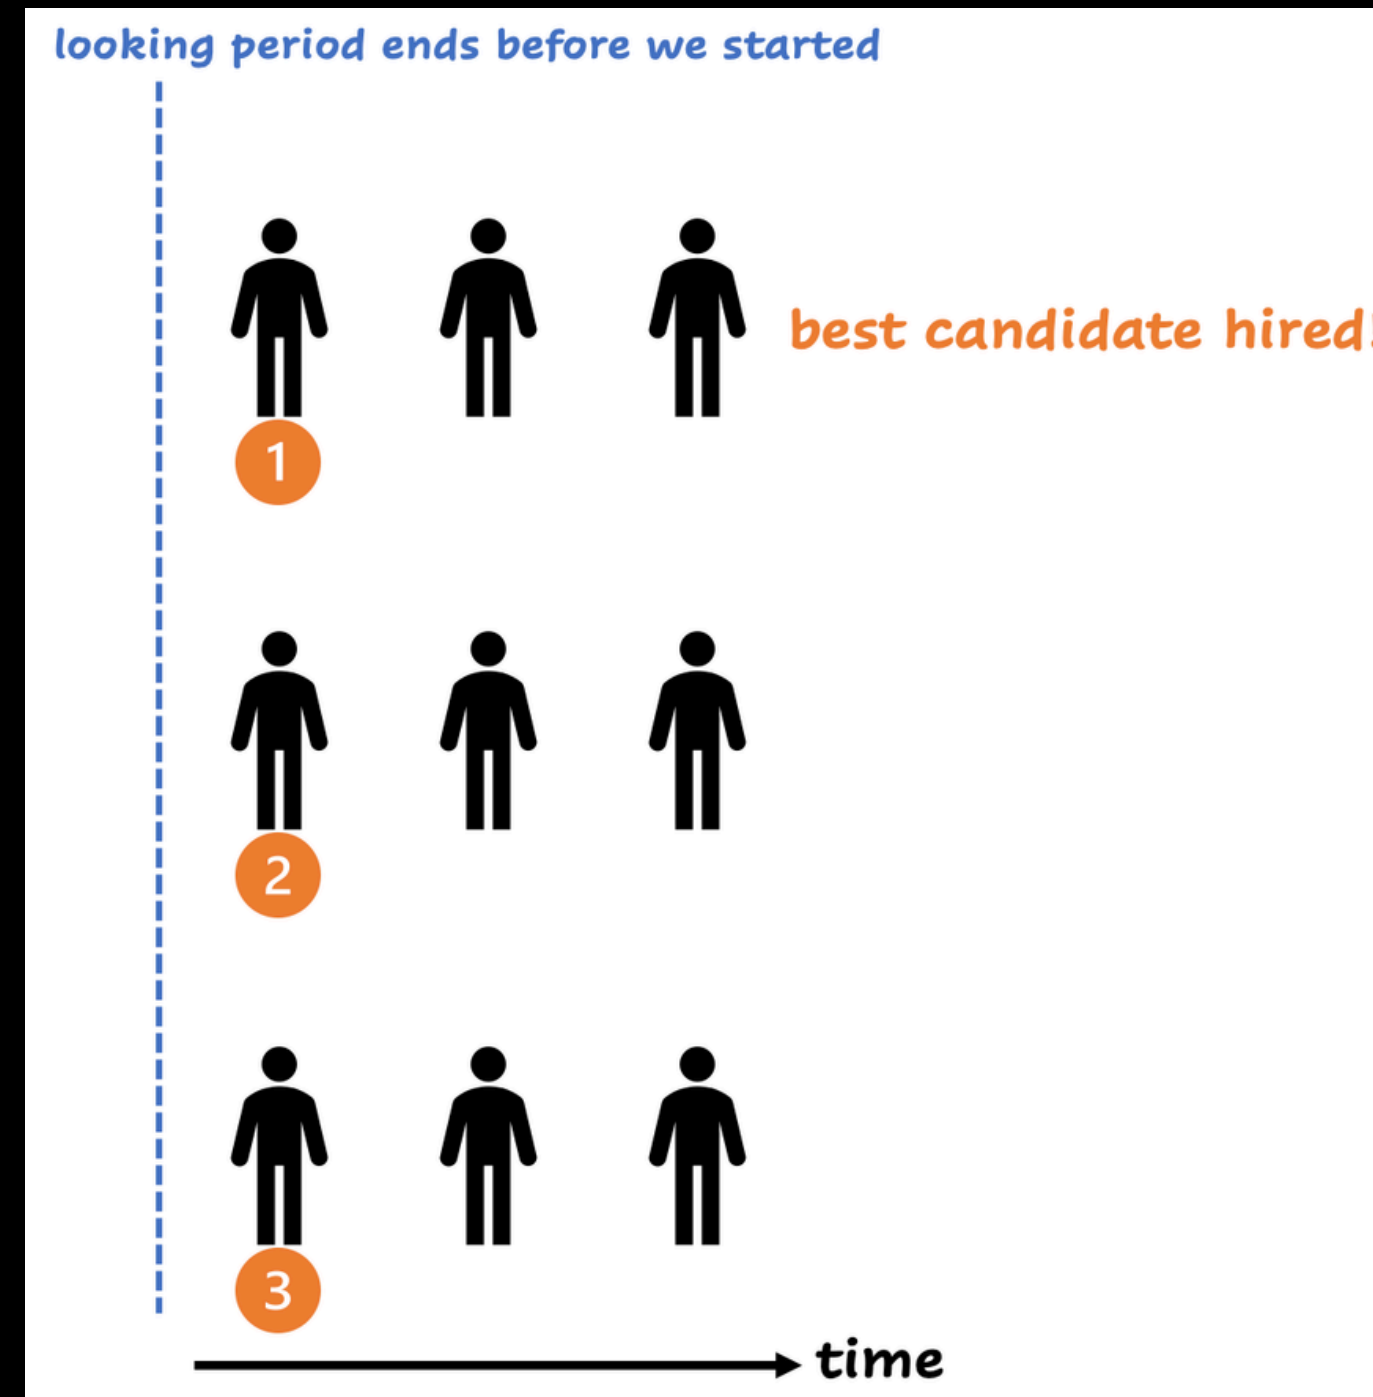 looking period ends before we started
best candidate hired!
1
2
3
time